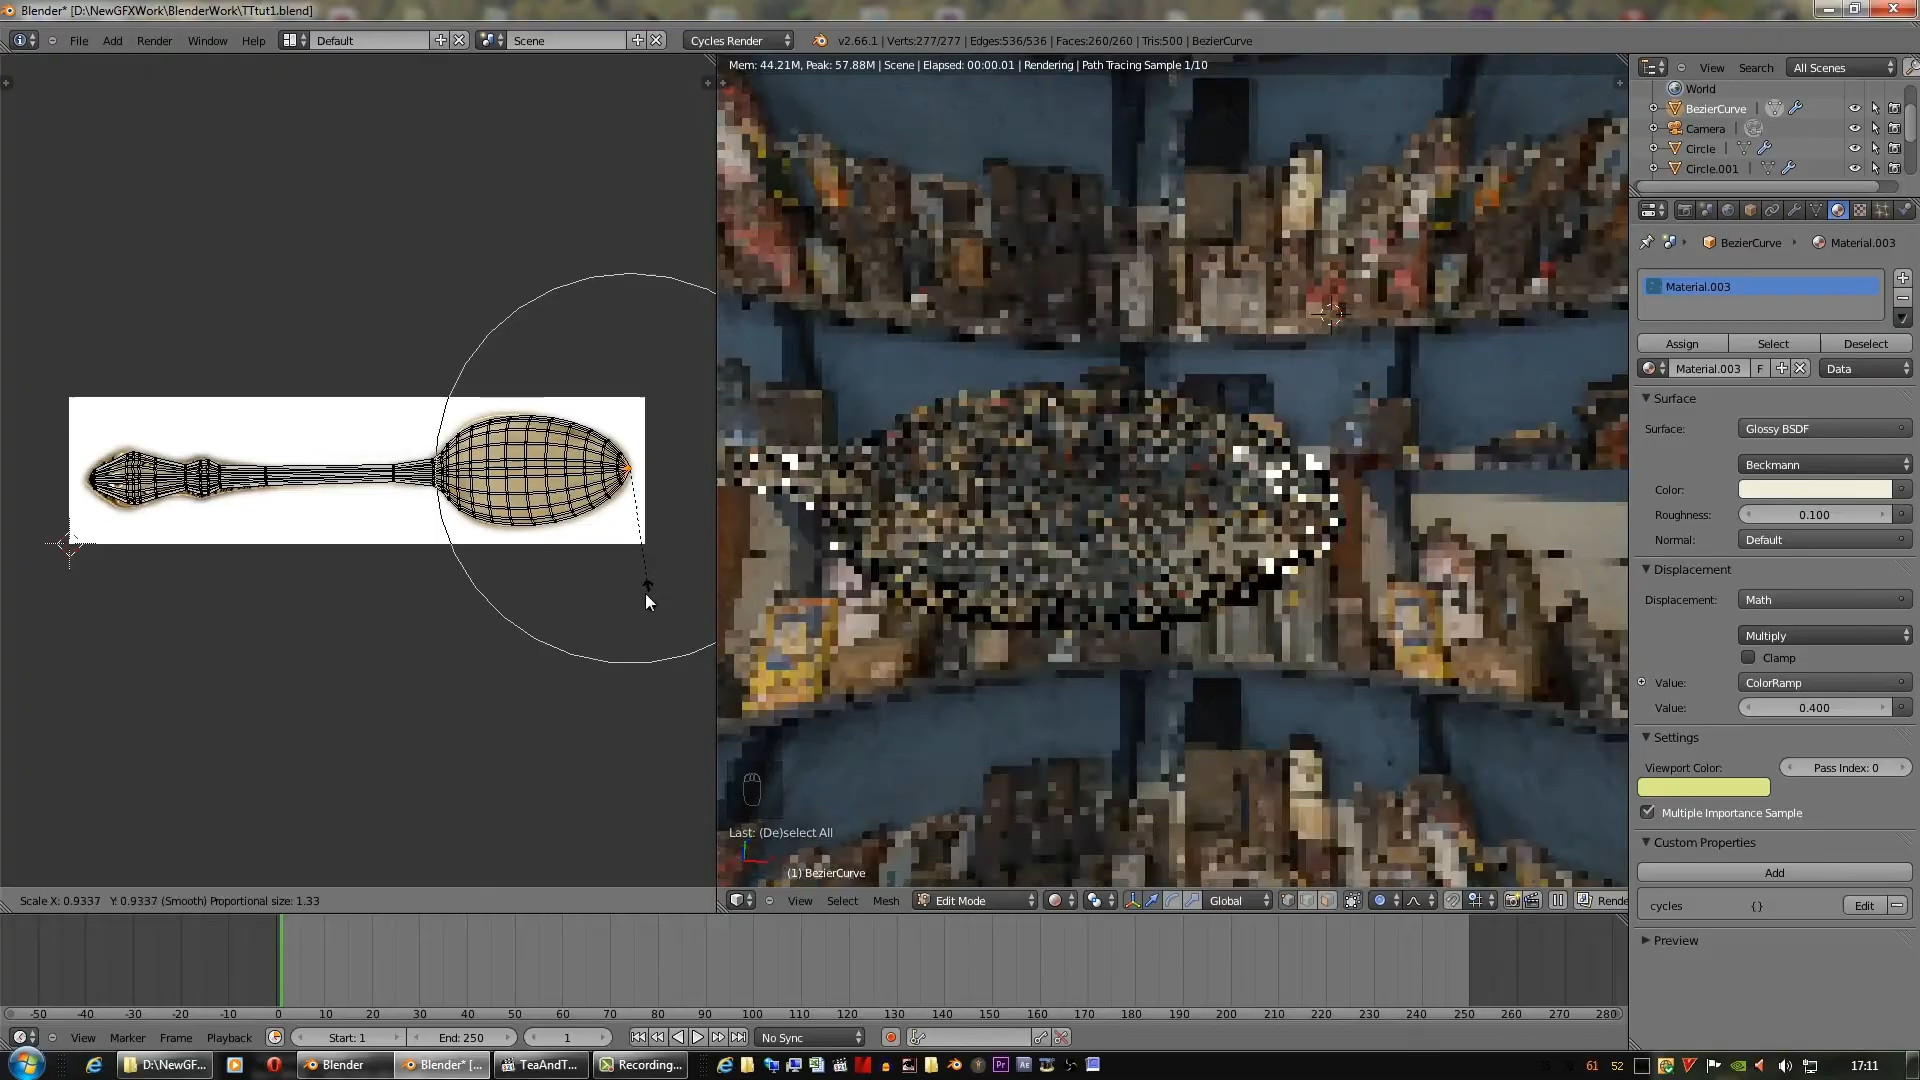 Blender* [D:\NewGFXWork\BlenderWork\TTtut1.blend]
File Add Render Window Help Default Scene Cycles Render v2.66.1 | Verts:277/277 | Edges:536/536 | Faces:260/260 | Tris:500 | BezierCurve
Mem: 44.21M, Peak: 57.88M | Scene | Elapsed: 00:00.01 | Rendering | Path Tracing Sample 1/10
View Search All Scenes
World
BezierCurve
Camera
Circle
Circle.001
BezierCurve Material.003
Material.003
Assign Select Deselect
Material.003 F Data
Surface
Surface: Glossy BSDF
Beckmann
Color:
Roughness: 0.100
Normal: Default
Displacement
Displacement: Math
Multiply
Clamp
Value: ColorRamp
Value: 0.400
Settings
Viewport Color: Pass Index: 0
Multiple Importance Sample
Custom Properties
Add
cycles {} Edit
Preview
Last: (De)select All
(1) BezierCurve
Scale X: 0.9337 Y: 0.9337 (Smooth) Proportional size: 1.33
View Select Mesh Edit Mode Global Rende
-50 -40 -30 -20 -10 0 10 20 30 40 50 60 70 80 90 100 110 120 130 140 150 160 170 180 190 200 210 220 230 240 250 260 270 280
View Marker Frame Playback Start: 1 End: 250 1 No Sync
D:\NewGF... Blender Blender* [... TeaAndT... Recording... Pr Ae 61 52 17:11